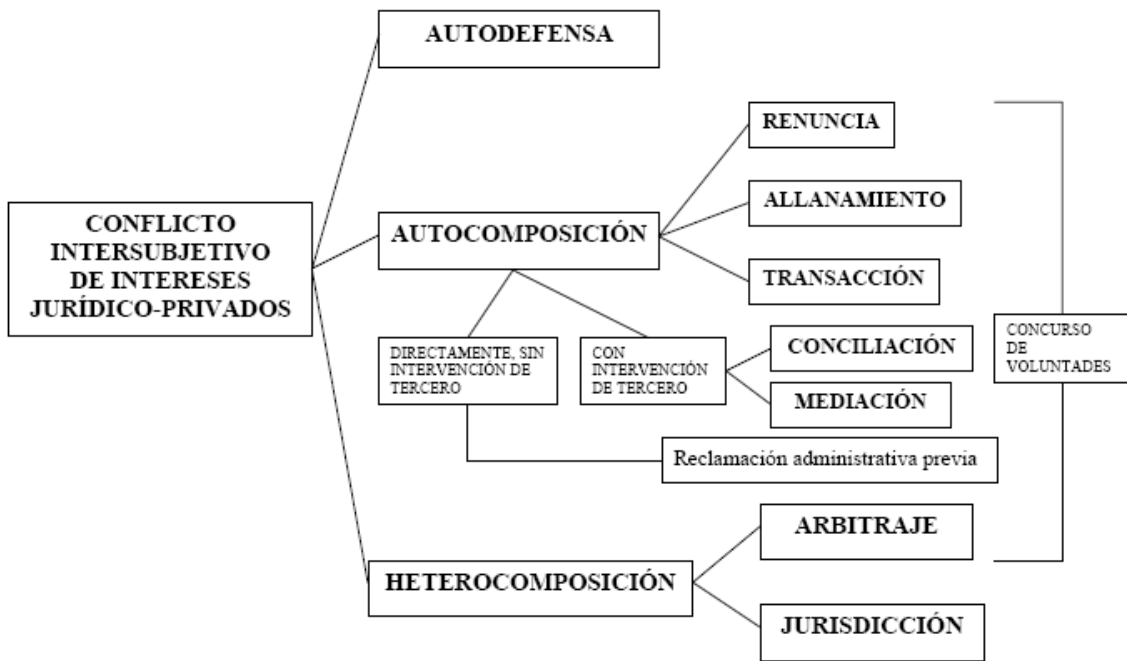 AUTODEFENSA
RENUNCIA
ALLANAMIENTO
CONFLICTO
INTERSUBJETIVO
DE INTERESES
JURÍDICO-PRIVADOS
AUTOCOMPOSICIÓN
TRANSACCIÓN
DIRECTAMENTE, SIN
INTERVENCIÓN DE
TERCERO
CON
INTERVENCIÓN
DE TERCERO
CONCILIACIÓN
MEDIACIÓN
CONCURSO
DE
VOLUNTADES
Reclamación administrativa previa
ARBITRAJE
HETEROCOMPOSICIÓN
JURISDICCIÓN